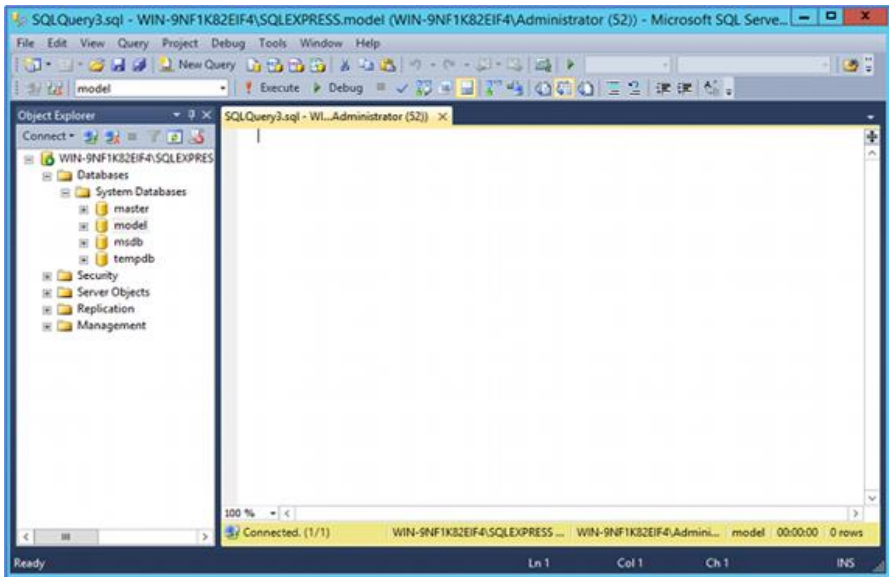 SQLQuery3.sql - WIN-9NF1K82EIF4\SQLEXPRESS.model (WIN-9NF1K82EIF4\Administrator (52)) - Microsoft SQL Serve...
File Edit View Query Project Debug Tools Window Help
New Query
model Execute Debug
Object Explorer
SQLQuery3.sql - WI...Administrator (52))
Connect
WIN-9NF1K82EIF4\SQLEXPRES
Databases
System Databases
master
model
msdb
tempdb
Security
Server Objects
Replication
Management
100 %
Connected. (1/1) WIN-9NF1K82EIF4\SQLEXPRESS ... WIN-9NF1K82EIF4\Admini... model 00:00:00 0 rows
Ready Ln 1 Col 1 Ch 1 INS